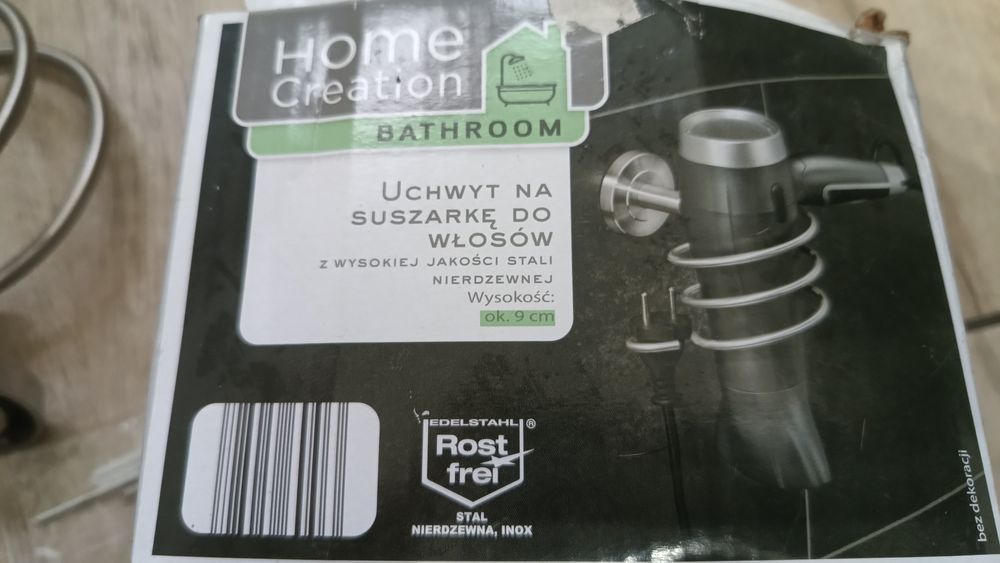 Home
Creation
BATHROOM
Uchwyt na
suszarkę do
włosów
z wysokiej jakości stali
nierdzewnej
Wysokość:
ok. 9 cm
EDELSTAHL ®
Rost
frei
STAL
NIERDZEWNA, INOX
bez dekoracji